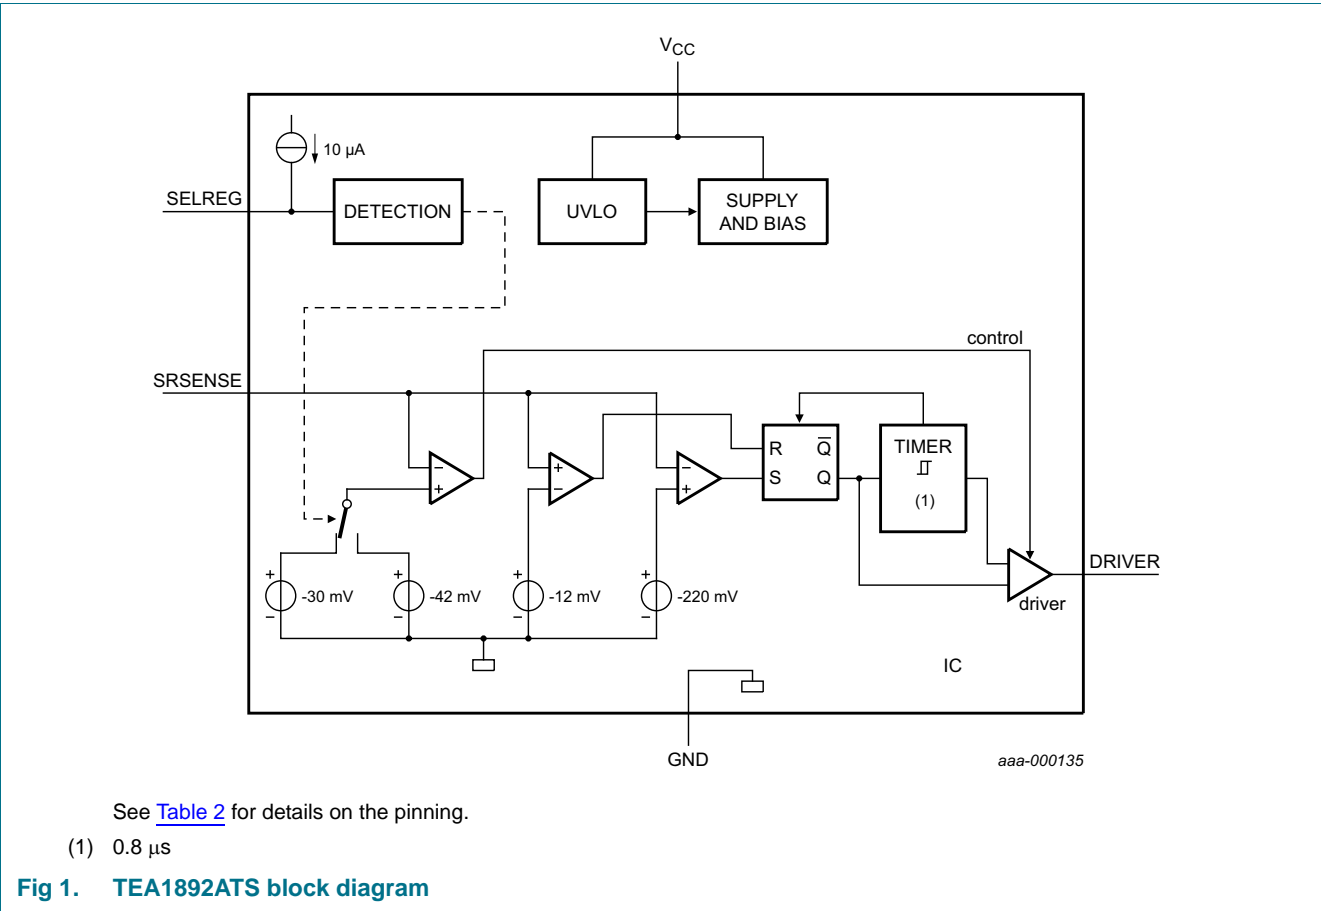 VCC
10 µA
SELREG
DETECTION
UVLO
SUPPLY
AND BIAS
control
SRSENSE
R
Q̅
S
Q
TIMER
(1)
−
+
+
−
−
+
+
-30 mV
−
+
-42 mV
−
+
-12 mV
−
+
-220 mV
−
DRIVER
driver
IC
GND
aaa-000135
See Table 2 for details on the pinning.
(1) 0.8 μs
Fig 1. TEA1892ATS block diagram